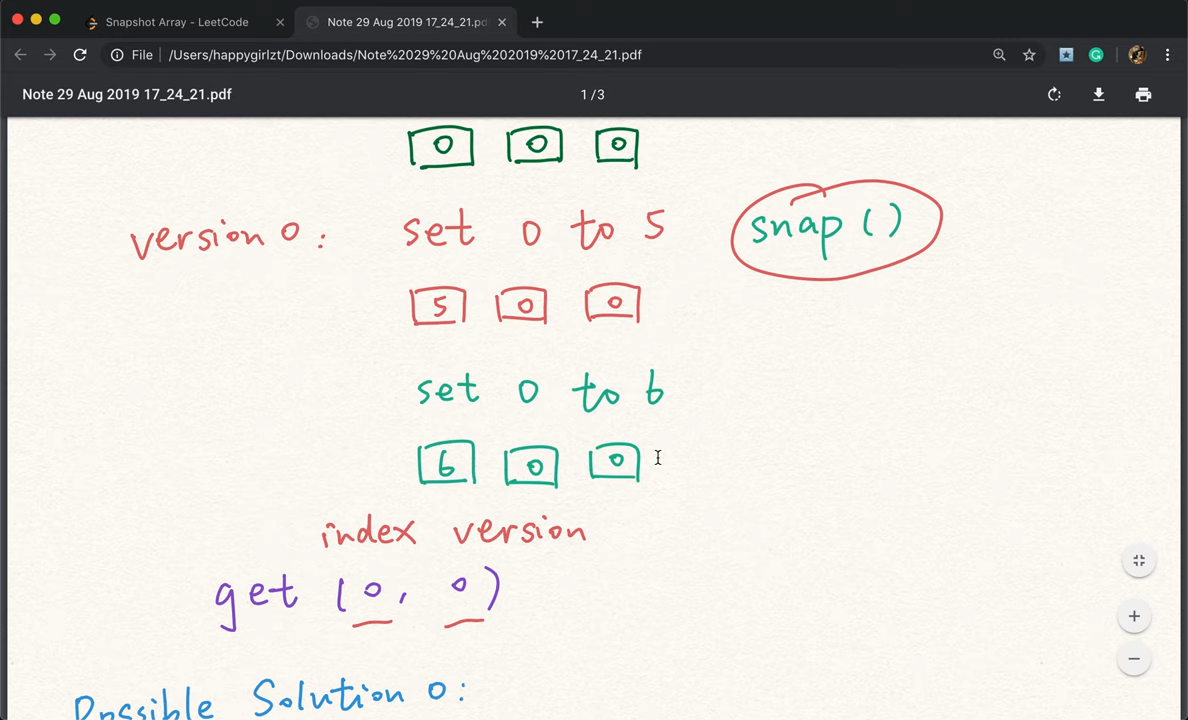 Snapshot Array - LeetCode
Note 29 Aug 2019 17_24_21.pd
File | /Users/happygirlzt/Downloads/Note%2029%20Aug%202019%2017_24_21.pdf
Note 29 Aug 2019 17_24_21.pdf
1 / 3
0 0 0
version 0 : set 0 to 5 snap ( )
5 0 0
set 0 to 6
6 0 0
index version
get ( 0 , 0 )
Possible Solution 0 :